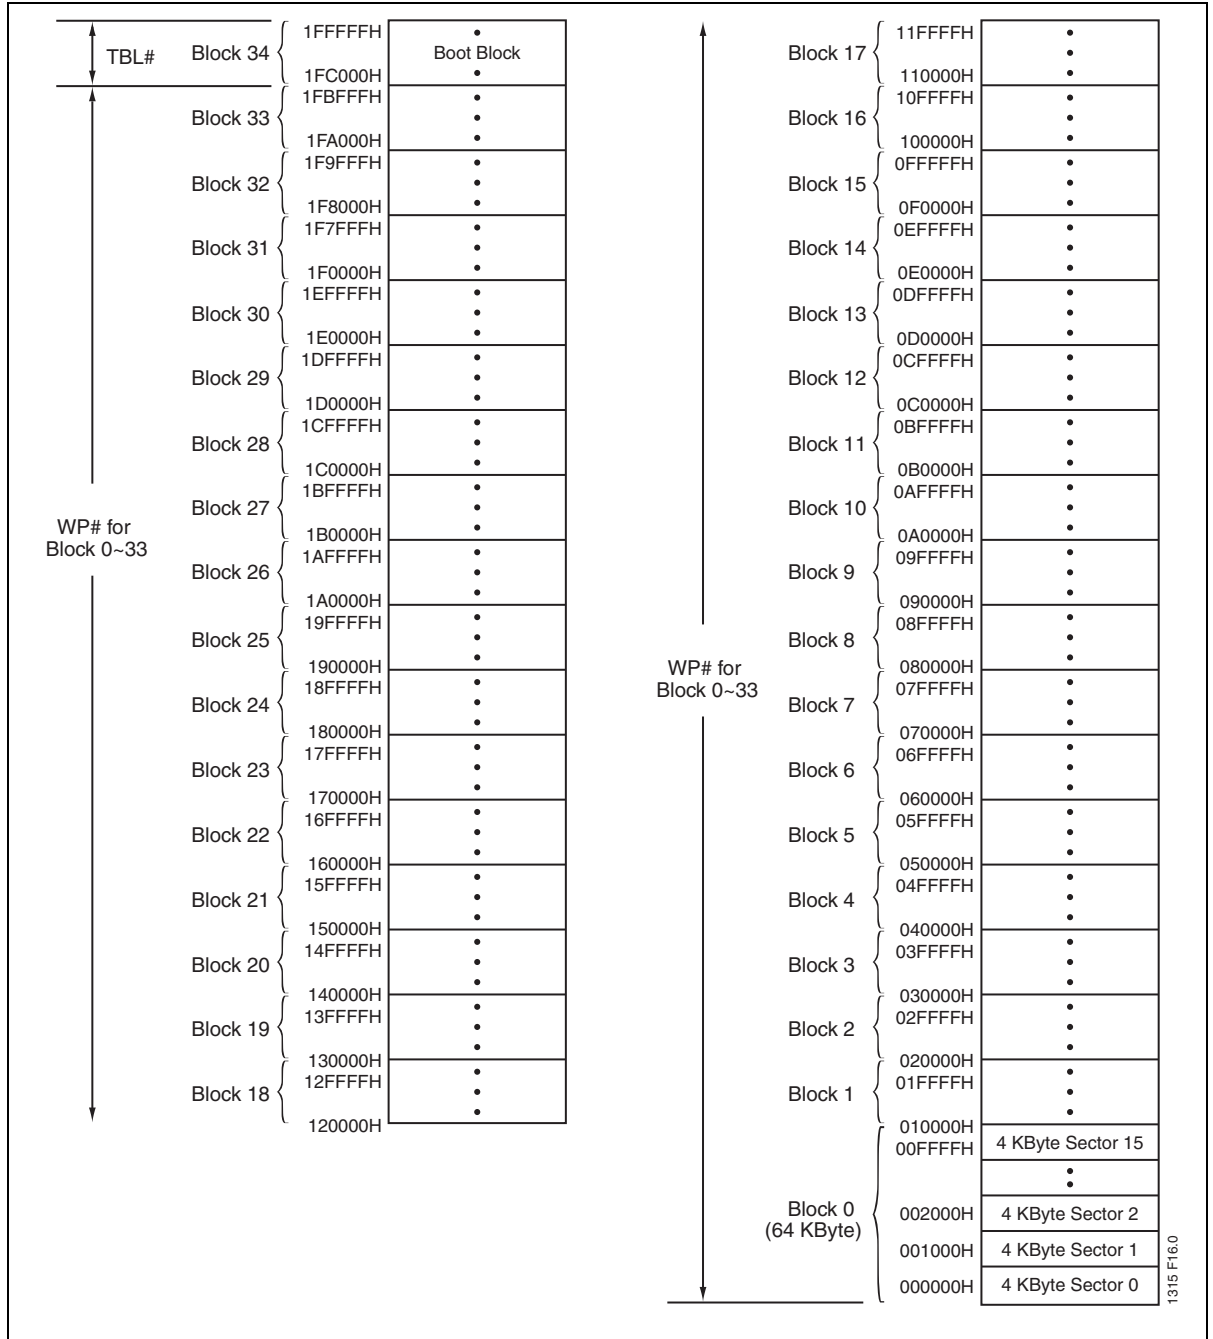 TBL#
Block 34
1FFFFFH
Boot Block
1FC000H
1FBFFFH
Block 33
1FA000H
1F9FFFH
Block 32
1F8000H
1F7FFFH
Block 31
1F0000H
1EFFFFH
Block 30
1E0000H
1DFFFFH
Block 29
1D0000H
1CFFFFH
Block 28
1C0000H
1BFFFFH
Block 27
1B0000H
WP# for
Block 0~33
1AFFFFH
Block 26
1A0000H
19FFFFH
Block 25
190000H
18FFFFH
Block 24
180000H
17FFFFH
Block 23
170000H
16FFFFH
Block 22
160000H
15FFFFH
Block 21
150000H
14FFFFH
Block 20
140000H
13FFFFH
Block 19
130000H
12FFFFH
Block 18
120000H
11FFFFH
Block 17
110000H
10FFFFH
Block 16
100000H
0FFFFFH
Block 15
0F0000H
0EFFFFH
Block 14
0E0000H
0DFFFFH
Block 13
0D0000H
0CFFFFH
Block 12
0C0000H
0BFFFFH
Block 11
0B0000H
0AFFFFH
Block 10
0A0000H
09FFFFH
Block 9
090000H
08FFFFH
Block 8
080000H
WP# for
Block 0~33
07FFFFH
Block 7
070000H
06FFFFH
Block 6
060000H
05FFFFH
Block 5
050000H
04FFFFH
Block 4
040000H
03FFFFH
Block 3
030000H
02FFFFH
Block 2
020000H
01FFFFH
Block 1
010000H
00FFFFH
4 KByte Sector 15
Block 0
(64 KByte)
002000H
4 KByte Sector 2
001000H
4 KByte Sector 1
000000H
4 KByte Sector 0
1315 F16.0